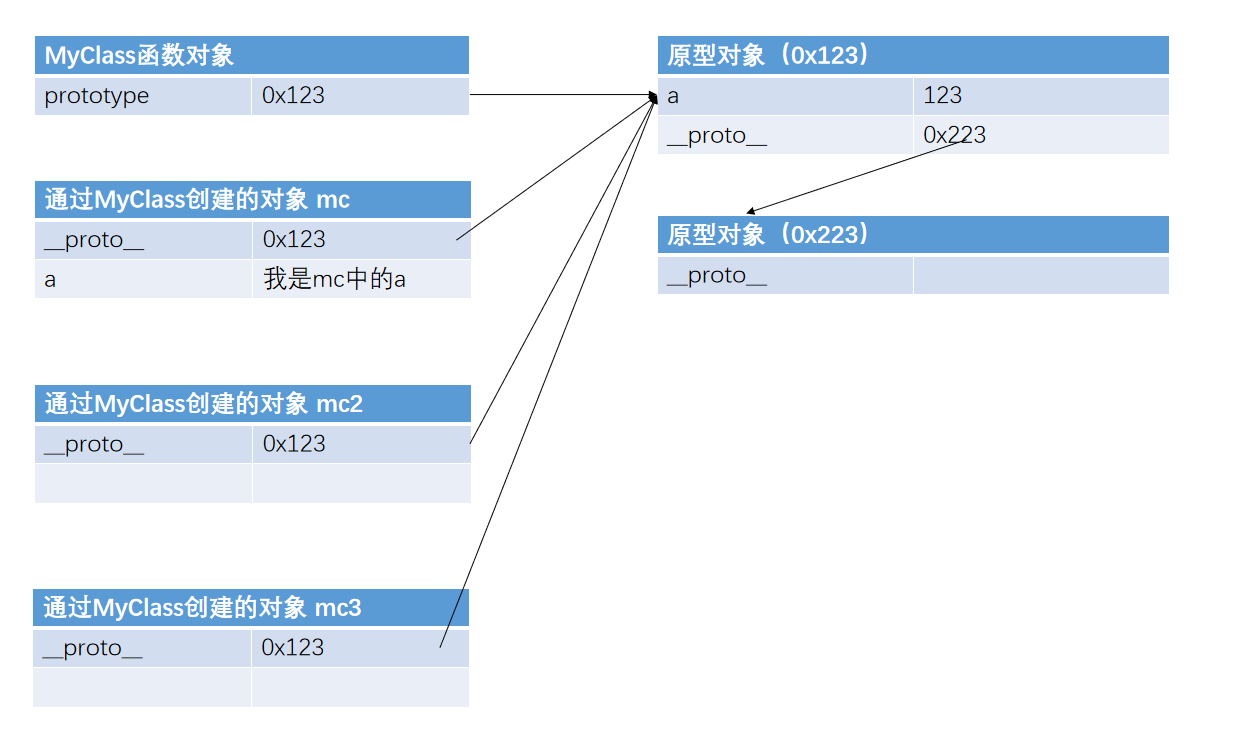 MyClass函数对象
prototype 0x123
通过MyClass创建的对象 mc
__proto__ 0x123
a 我是mc中的a
通过MyClass创建的对象 mc2
__proto__ 0x123
通过MyClass创建的对象 mc3
__proto__ 0x123
原型对象（0x123）
a 123
__proto__ 0x223
原型对象（0x223）
__proto__